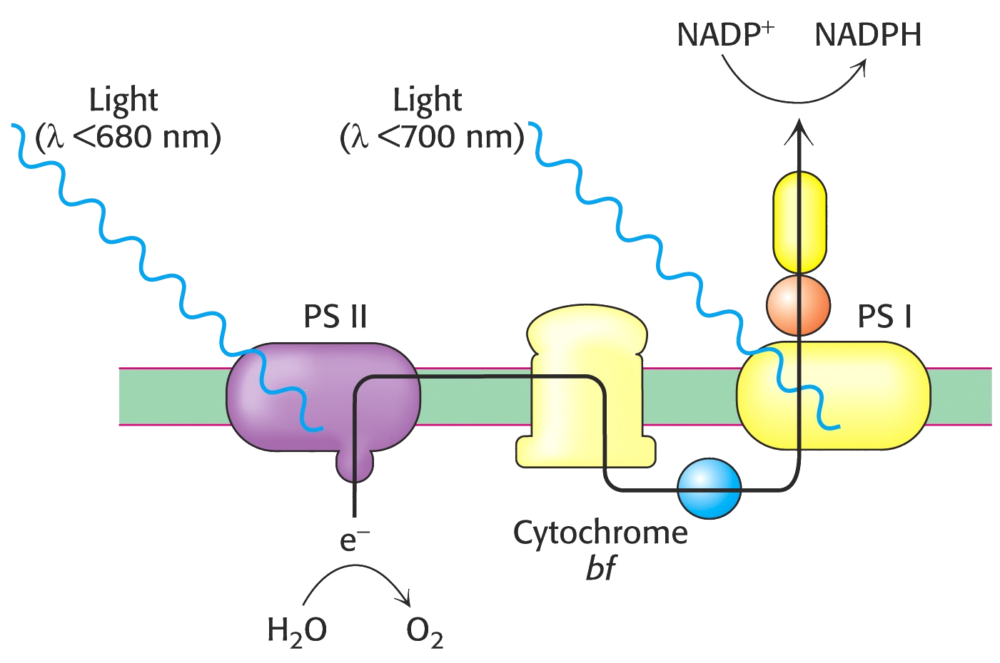 NADP⁺ NADPH
Light
(λ <680 nm)
Light
(λ <700 nm)
PS II
PS I
e⁻
Cytochrome
bf
H₂O O₂